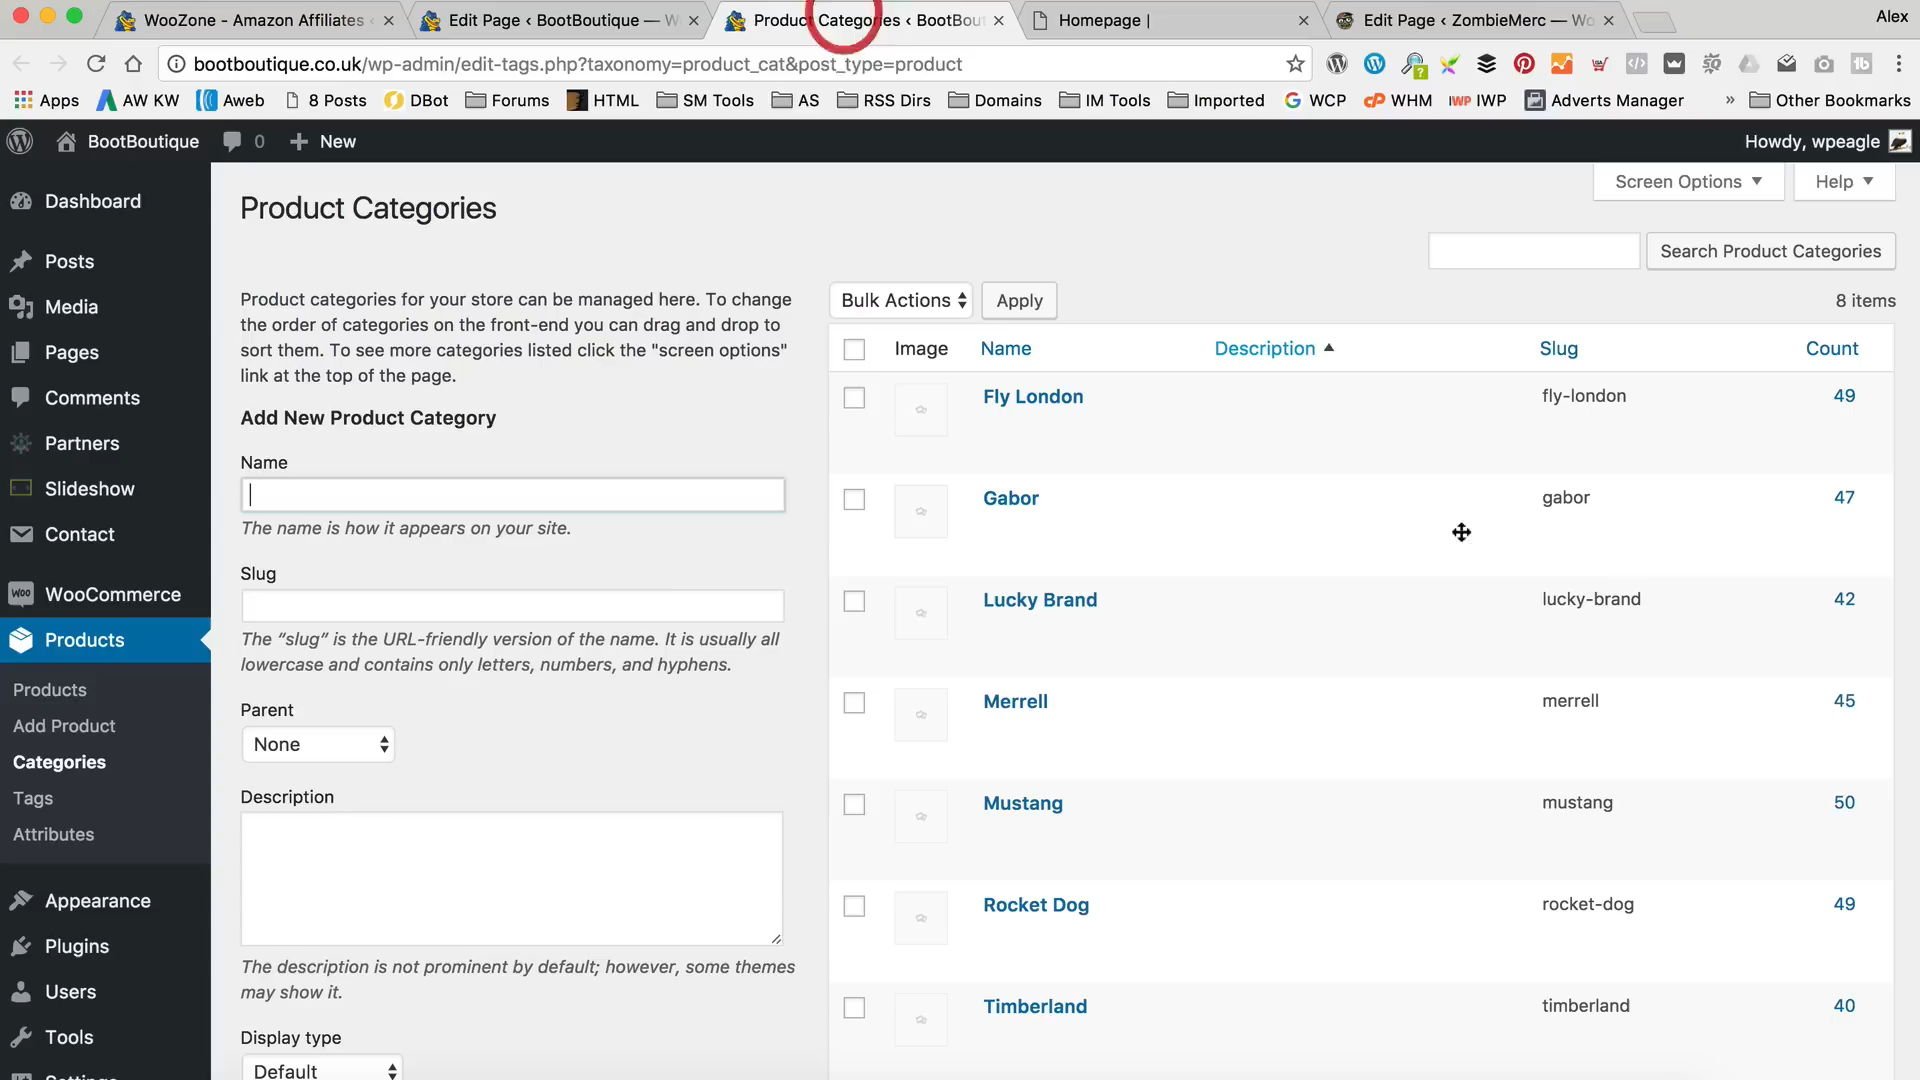 WooZone - Amazon Affiliates ‹
Edit Page ‹ BootBoutique — W
Product Categories ‹ BootBout
Homepage |
Edit Page ‹ ZombieMerc — Wo
Alex
bootboutique.co.uk/wp-admin/edit-tags.php?taxonomy=product_cat&post_type=product
Apps
AW KW
Aweb
8 Posts
DBot
Forums
HTML
SM Tools
AS
RSS Dirs
Domains
IM Tools
Imported
WCP
WHM
IWP IWP
Adverts Manager
»
Other Bookmarks
BootBoutique
0
New
Howdy, wpeagle
Dashboard
Posts
Media
Pages
Comments
Partners
Slideshow
Contact
WooCommerce
Products
Products
Add Product
Categories
Tags
Attributes
Appearance
Plugins
Users
Tools
Settings
Screen Options
Help
Product Categories
Search Product Categories
Product categories for your store can be managed here. To change
the order of categories on the front-end you can drag and drop to
sort them. To see more categories listed click the "screen options"
link at the top of the page.
Add New Product Category
Name
The name is how it appears on your site.
Slug
The “slug” is the URL-friendly version of the name. It is usually all
lowercase and contains only letters, numbers, and hyphens.
Parent
None
Description
The description is not prominent by default; however, some themes
may show it.
Display type
Default
Bulk Actions
Apply
8 items
Image Name Description Slug Count
Fly London fly-london 49
Gabor gabor 47
Lucky Brand lucky-brand 42
Merrell merrell 45
Mustang mustang 50
Rocket Dog rocket-dog 49
Timberland timberland 40